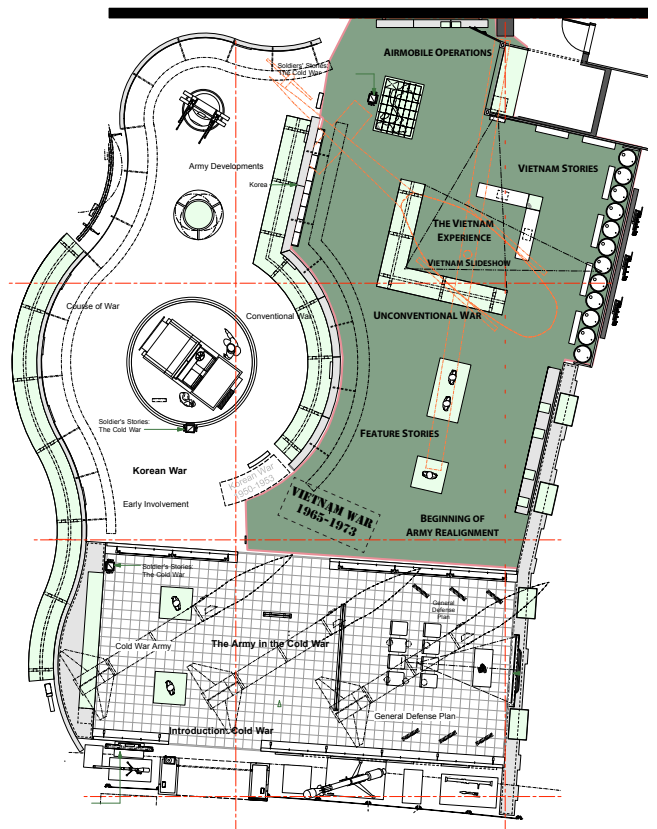 AIRMOBILE OPERATIONS
Soldiers' Stories:
The Cold War
Army Developments
VIETNAM STORIES
Korea
THE VIETNAM
EXPERIENCE
VIETNAM SLIDESHOW
Course of War
Conventional War
UNCONVENTIONAL WAR
Soldier's Stories:
The Cold War
FEATURE STORIES
Korean War
Korean War
1950-1953
Early Involvement
VIETNAM WAR
1965-1973
BEGINNING OF
ARMY REALIGNMENT
Soldier's Stories:
The Cold War
General
Defense
Plan
Cold War Army
The Army in the Cold War
General Defense Plan
Introduction: Cold War